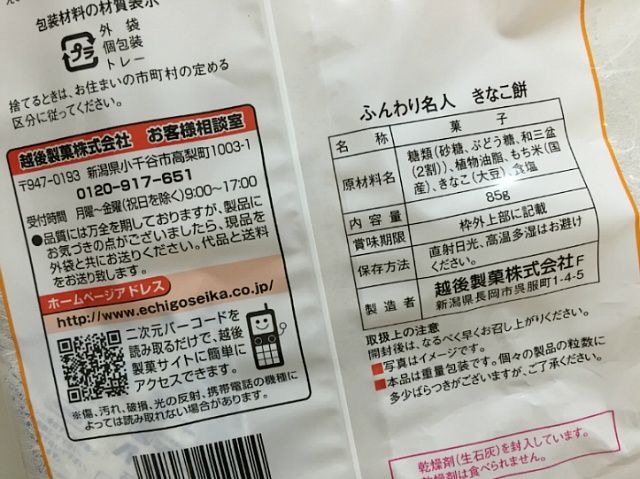 包装材料の材質表示
プラ
外 袋
個包装
トレー
捨てるときは、お住まいの市町村の定める
区分に従ってください。
越後製菓株式会社 お客様相談室
〒947-0193 新潟県小千谷市高梨町1003-1
0120-917-651
受付時間 月曜~金曜(祝日を除く)9:00~17:00
●品質には万全を期しておりますが、製品に
お気づきの点がございましたら、現品を
外袋と共にお送りください。代品と送料
をお送り致します。
ホームページアドレス
http://www.echigoseika.co.jp/
二次元バーコードを
読み取るだけで、越後
製菓サイトに簡単に
アクセスできます。
※傷、汚れ、破損、光の反射、携帯電話の機種に
よっては読み取れない場合があります。
ふんわり名人 きなこ餅
名 称 菓 子
原材料名 糖類(砂糖、ぶどう糖、和三盆
(2割))、植物油脂、もち米(国
産)、きなこ(大豆)、食塩
内 容 量 85g
賞味期限 枠外上部に記載
保存方法 直射日光、高温多湿はお避け
ください。
製 造 者 越後製菓株式会社 F
新潟県長岡市呉服町1-4-5
取扱上の注意
開封後は、なるべく早くお召し上がりください。
■写真はイメージです。
■本品は重量包装です。個々の製品の粒数に
多少ばらつきがございますが、ご了承ください。
乾燥剤(生石灰)を封入しています。
乾燥剤は食べられません。